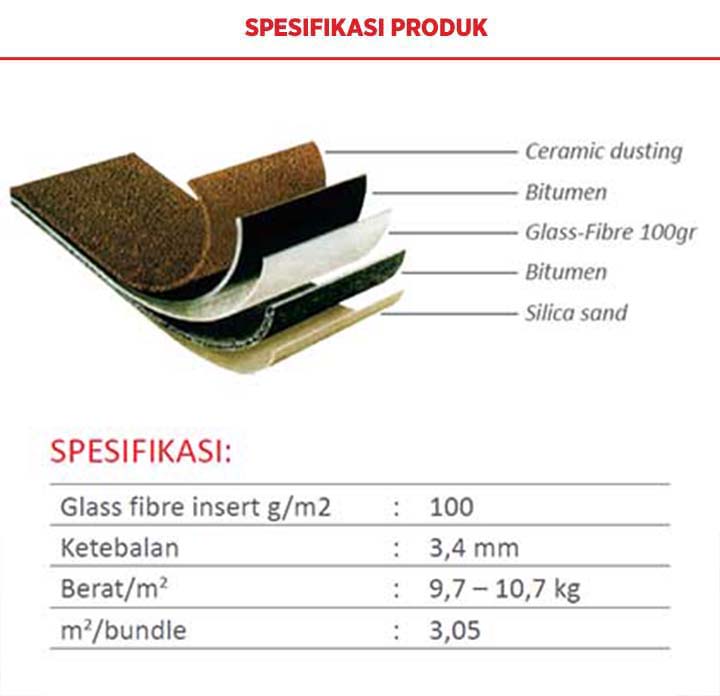 SPESIFIKASI PRODUK
Ceramic dusting
Bitumen
Glass-Fibre 100gr
Bitumen
Silica sand
SPESIFIKASI:
Glass fibre insert g/m2 : 100
Ketebalan : 3,4 mm
Berat/m² : 9,7 – 10,7 kg
m²/bundle : 3,05